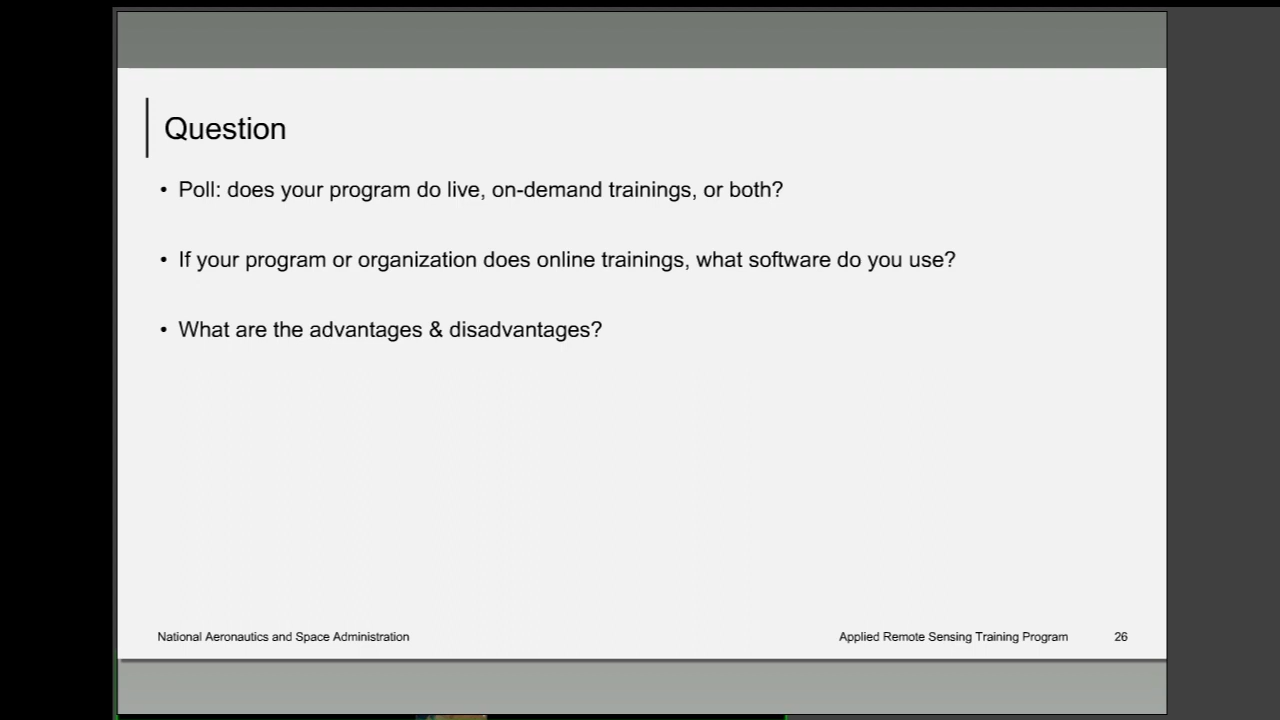 Question
• Poll: does your program do live, on-demand trainings, or both?
• If your program or organization does online trainings, what software do you use?
• What are the advantages & disadvantages?
National Aeronautics and Space Administration
Applied Remote Sensing Training Program
26